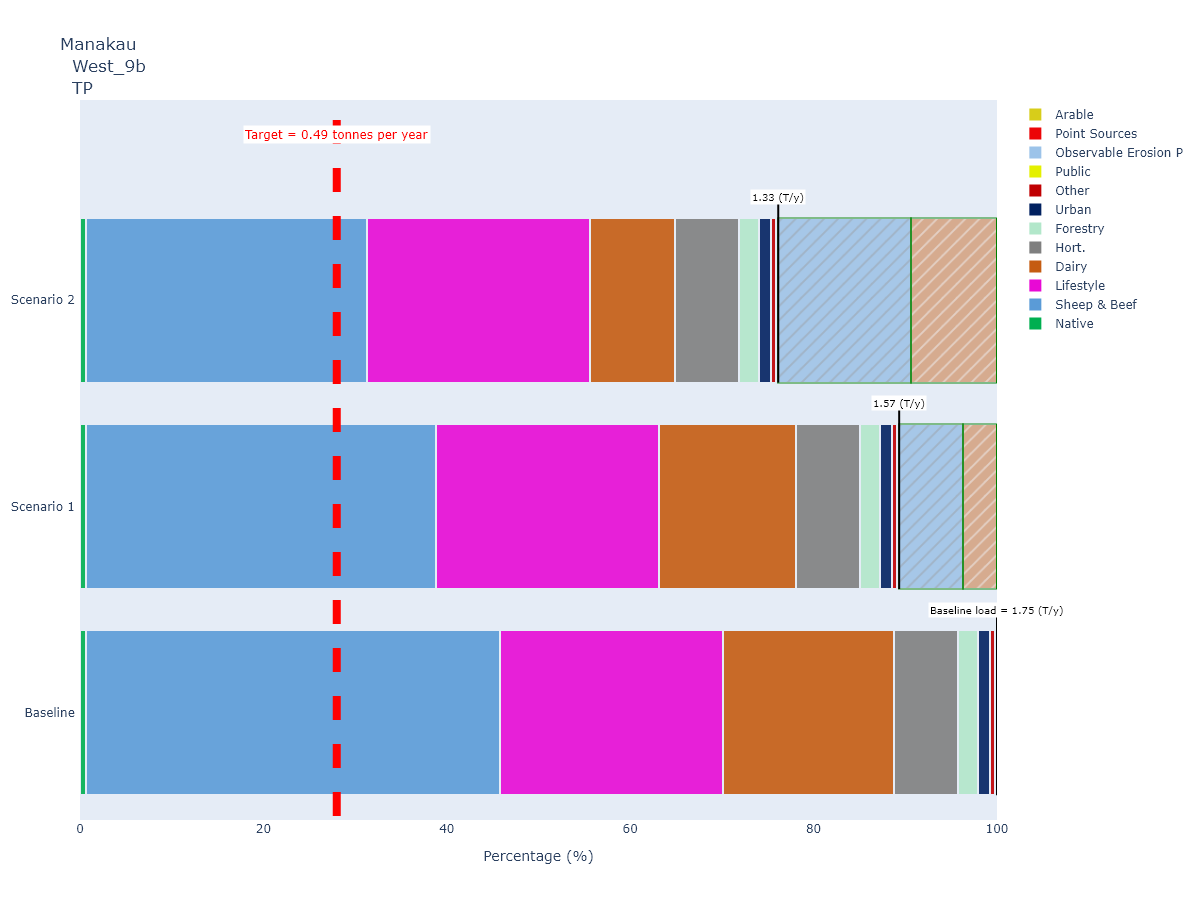 Manakau
West_9b
TP
Target = 0.49 tonnes per year
1.33 (T/y)
Scenario 2
1.57 (T/y)
Scenario 1
Baseline load = 1.75 (T/y)
Baseline
0 20 40 60 80 100
Percentage (%)
Arable
Point Sources
Observable Erosion P
Public
Other
Urban
Forestry
Hort.
Dairy
Lifestyle
Sheep & Beef
Native